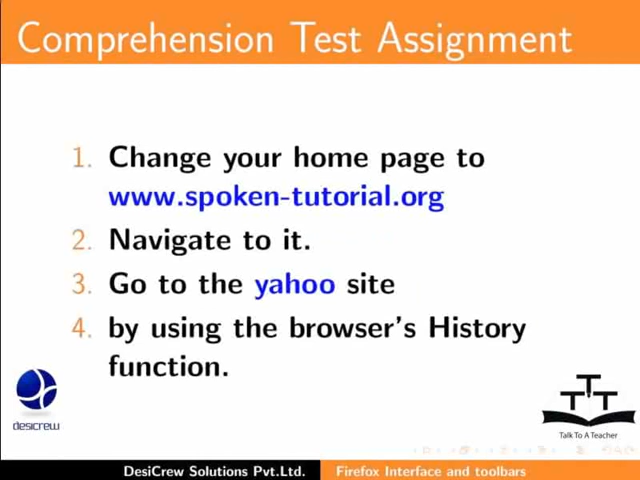 Comprehension Test Assignment
1. Change your home page to
www.spoken-tutorial.org
2. Navigate to it.
3. Go to the yahoo site
4. by using the browser's History
function.
desicrew
TTT
Talk To A Teacher
DesiCrew Solutions Pvt.Ltd. Firefox Interface and toolbars